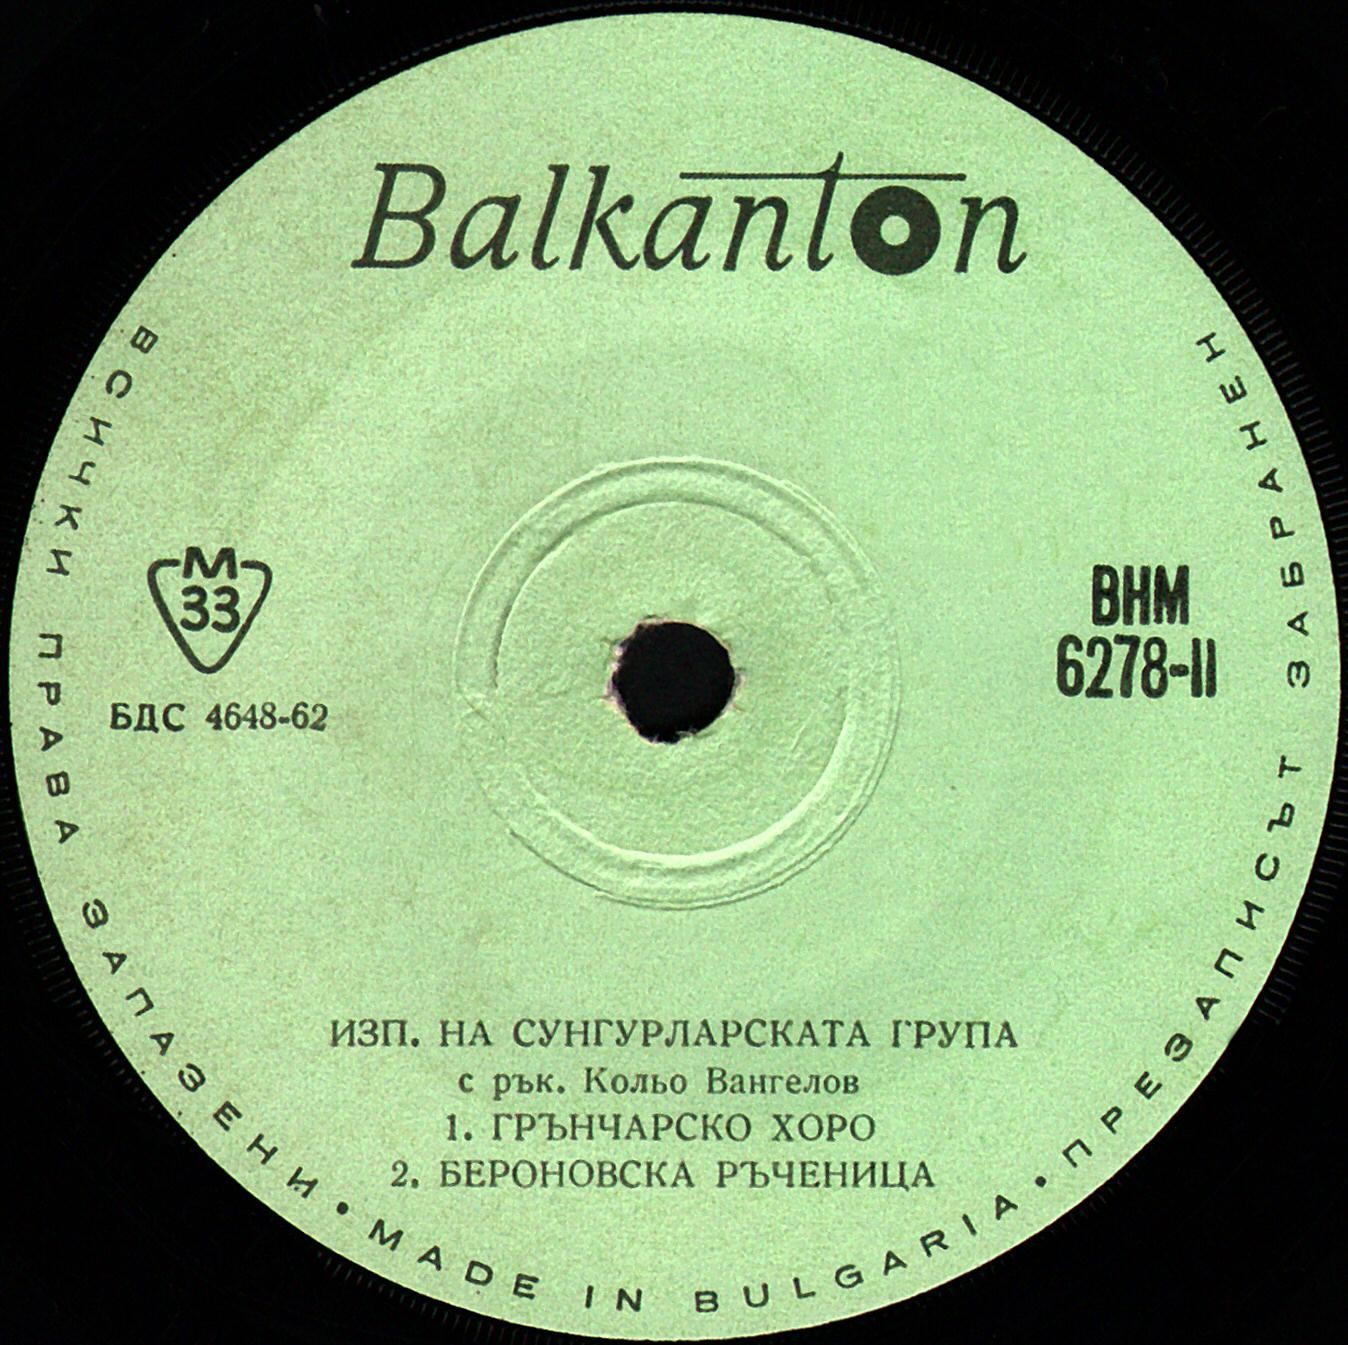 Balkanton
М
33
БДС 4648-62
ВНМ
6278-II
ИЗП. НА СУНГУРЛАРСКАТА ГРУПА
с рък. Кольо Вангелов
1. ГРЪНЧАРСКО ХОРО
2. БЕРОНОВСКА РЪЧЕНИЦА
ВСИЧКИ ПРАВА ЗАПАЗЕНИ • MADE IN BULGARIA • ПРЕЗАПИСЪТ ЗАБРАНЕН